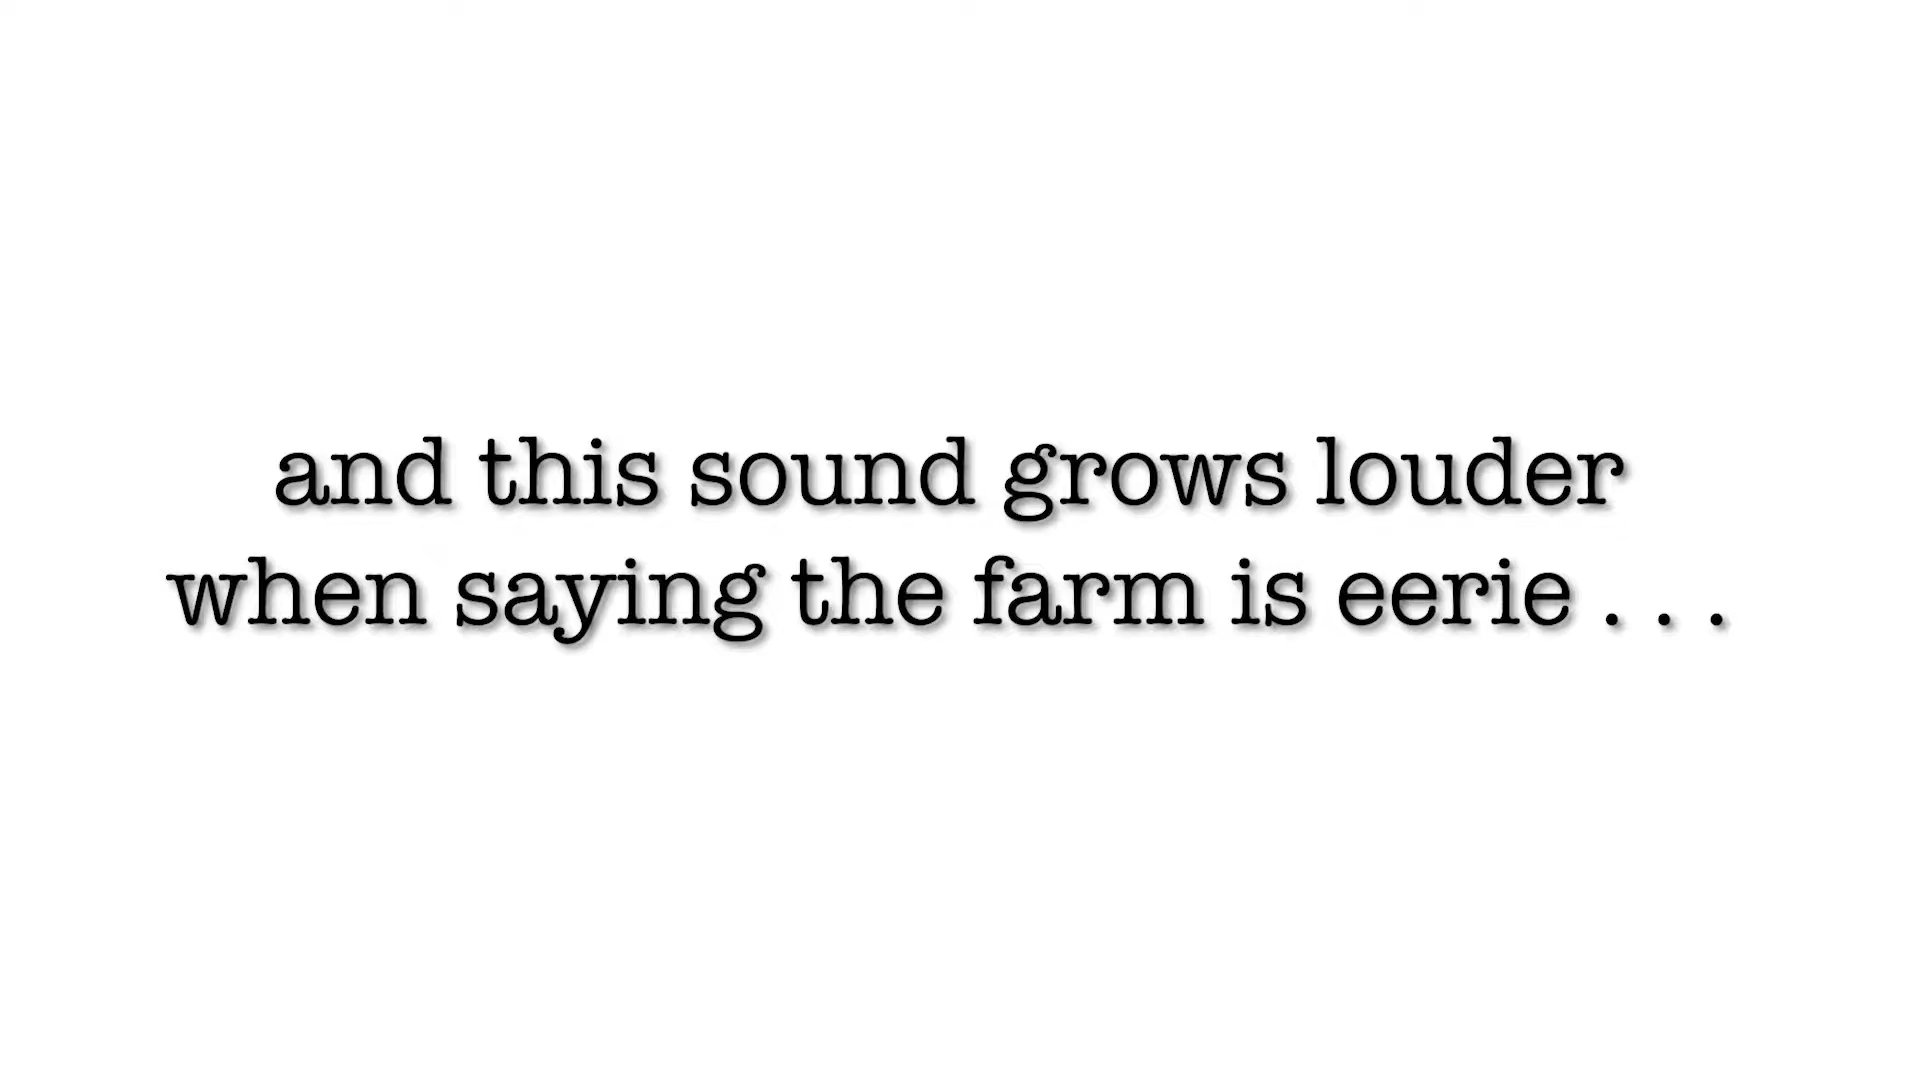 and this sound grows louder
when saying the farm is eerie . . .